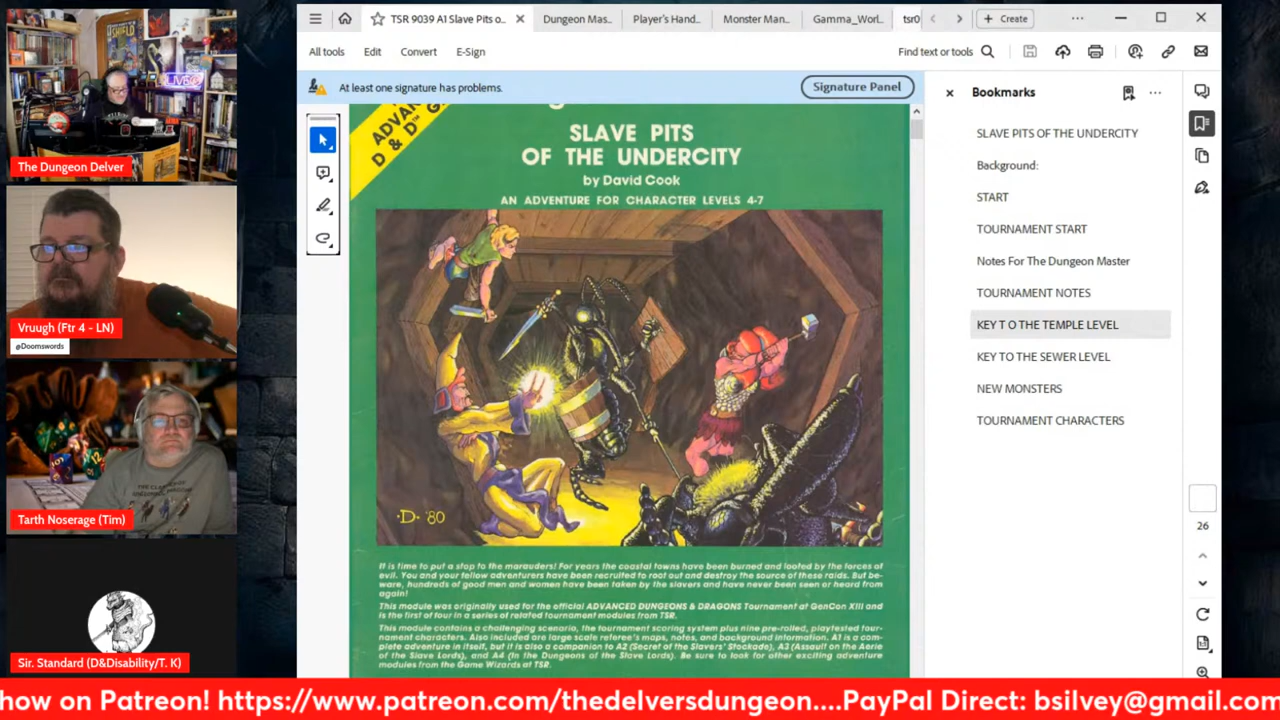 SHIELD
LIVE
The Dungeon Delver
Vruugh (Ftr 4 - LN)
@Doomswords
Tarth Noserage (Tim)
Sir. Standard (D&Disability/T. K)
TSR 9039 A1 Slave Pits o...
Dungeon Mas...
Player's Hand...
Monster Man...
Gamma_Worl...
tsr0
Create
All tools
Edit
Convert
E-Sign
Find text or tools
At least one signature has problems.
Signature Panel
ADVAN
D & D™ G
SLAVE PITS
OF THE UNDERCITY
by David Cook
AN ADVENTURE FOR CHARACTER LEVELS 4-7
·D· '80
It is time to put a stop to the marauders! For years the coastal towns have been burned and looted by the forces of
evil. You and your fellow adventurers have been recruited to root out and destroy the source of these raids. But be-
ware, hundreds of good men and women have been taken by the slavers and have never been seen or heard from
again!
This module was originally used for the official ADVANCED DUNGEONS & DRAGONS Tournament at GenCon XIII and
is the first of four in a series of related tournament modules from TSR.
This module contains a challenging scenario, the tournament scoring system plus nine pre-rolled, playtested tour-
nament characters. Also included are large scale referee's maps, notes, and background information. A1 is a com-
plete adventure in itself, but it is also a companion to A2 (Secret of the Slavers' Stockade), A3 (Assault on the Aerie
of the Slave Lords), and A4 (In the Dungeons of the Slave Lords). Be sure to look for other exciting adventure
modules from the Game Wizards at TSR.
Bookmarks
SLAVE PITS OF THE UNDERCITY
Background:
START
TOURNAMENT START
Notes For The Dungeon Master
TOURNAMENT NOTES
KEY T O THE TEMPLE LEVEL
KEY TO THE SEWER LEVEL
NEW MONSTERS
TOURNAMENT CHARACTERS
26
how on Patreon! https://www.patreon.com/thedelversdungeon....PayPal Direct: bsilvey@gmail.com